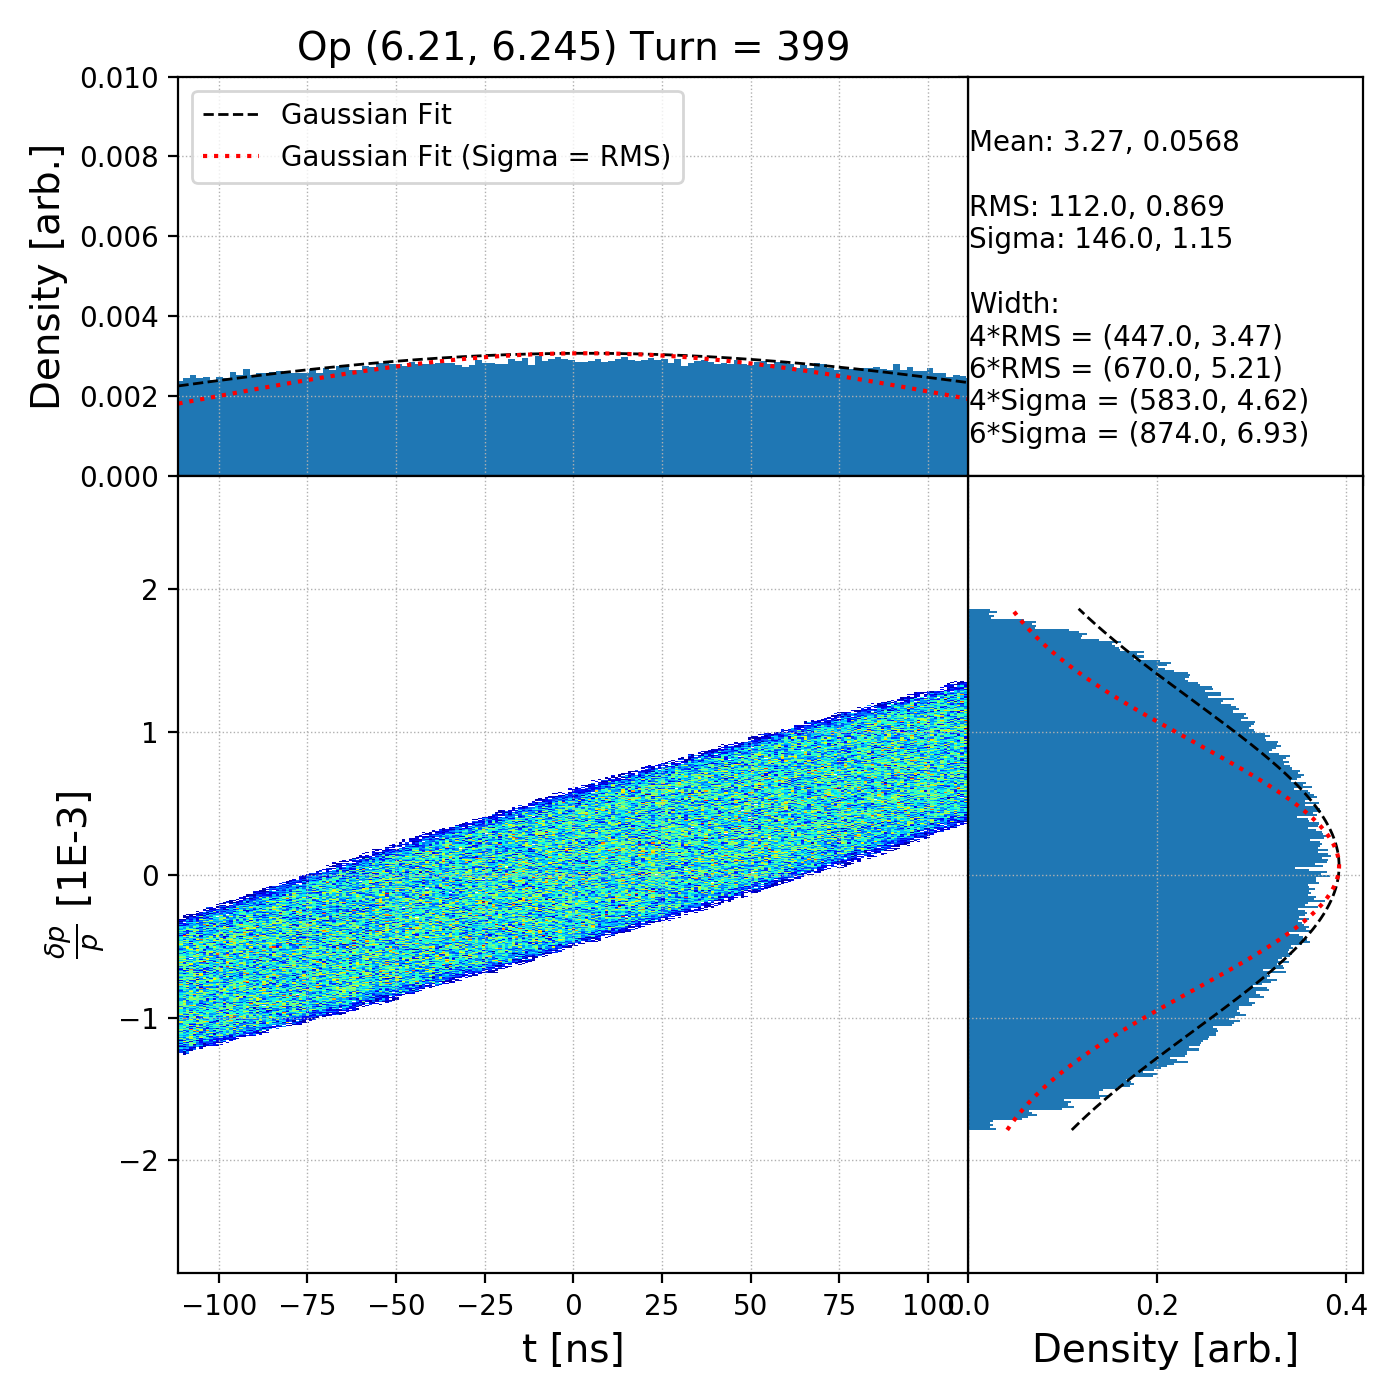 Op (6.21, 6.245) Turn = 399
0.010
0.008
0.006
0.004
0.002
0.000
Density [arb.]
Gaussian Fit
Gaussian Fit (Sigma = RMS)
Mean: 3.27, 0.0568
RMS: 112.0, 0.869
Sigma: 146.0, 1.15
Width:
4*RMS = (447.0, 3.47)
6*RMS = (670.0, 5.21)
4*Sigma = (583.0, 4.62)
6*Sigma = (874.0, 6.93)
2
1
0
−1
−2
δp/p [1E-3]
−100 −75 −50 −25 0 25 50 75 100
t [ns]
0.0 0.2 0.4
Density [arb.]